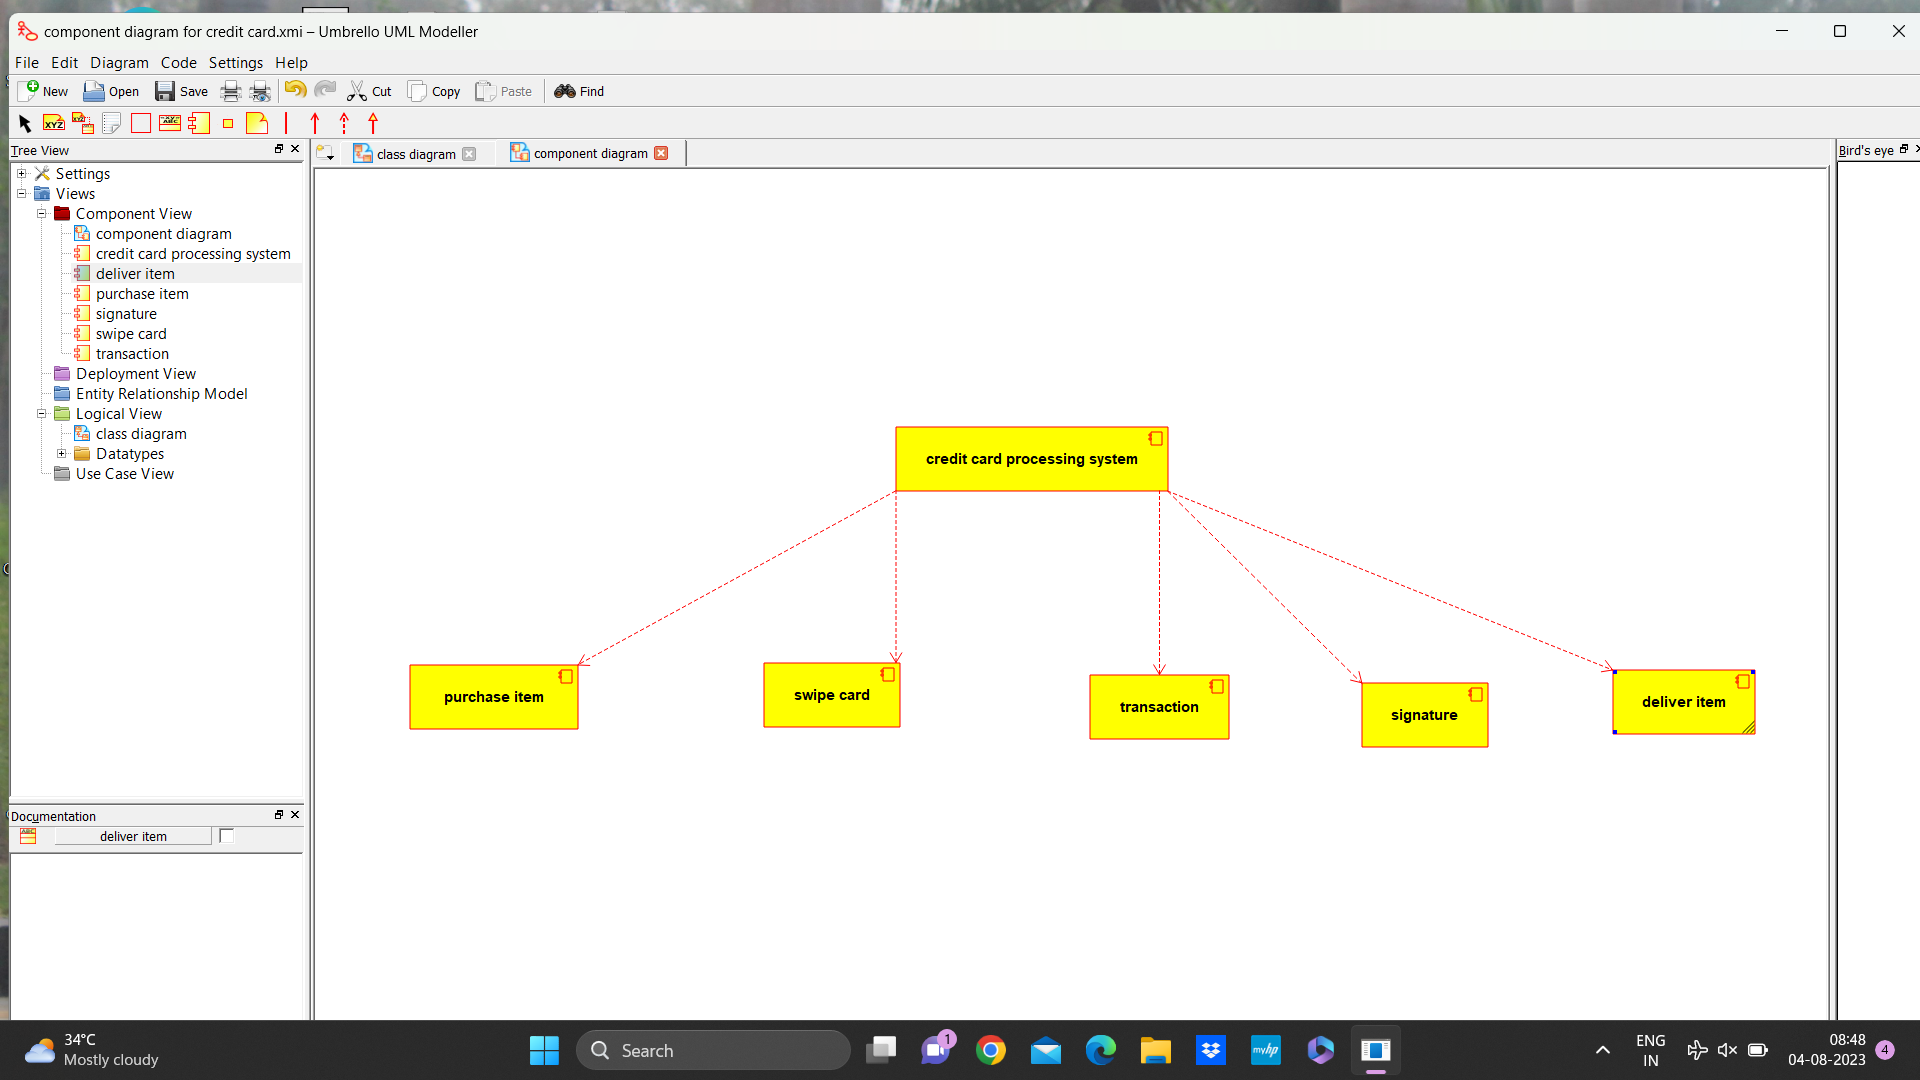 component diagram for credit card.xmi – Umbrello UML Modeller
File Edit Diagram Code Settings Help
New Open Save Cut Copy Paste Find
XYZ
Tree View
class diagram
component diagram
Bird's eye
Settings
Views
Component View
component diagram
credit card processing system
deliver item
purchase item
signature
swipe card
transaction
Deployment View
Entity Relationship Model
Logical View
class diagram
Datatypes
Use Case View
credit card processing system
purchase item
swipe card
transaction
signature
deliver item
Documentation
deliver item
34°C
Mostly cloudy
Search
1
myhp
ENG
IN
08:48
04-08-2023
4